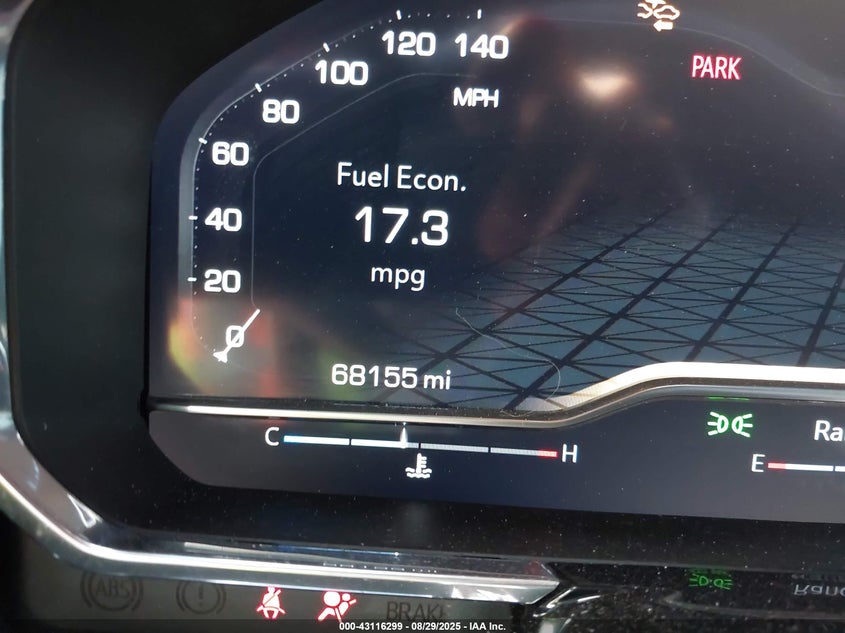 120 140
100
80
60
40
20
0
MPH
PARK
Fuel Econ.
17.3
mpg
68155 mi
C H
E
ABS
BRAKE
000-43116299 - 08/29/2025 - IAA Inc.